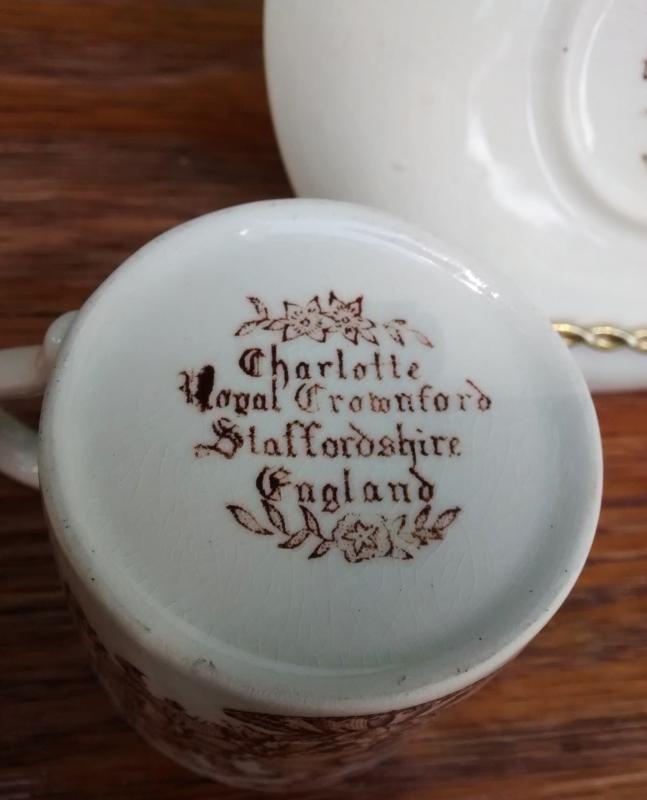 Charlotte
Royal Crownford
Staffordshire
England